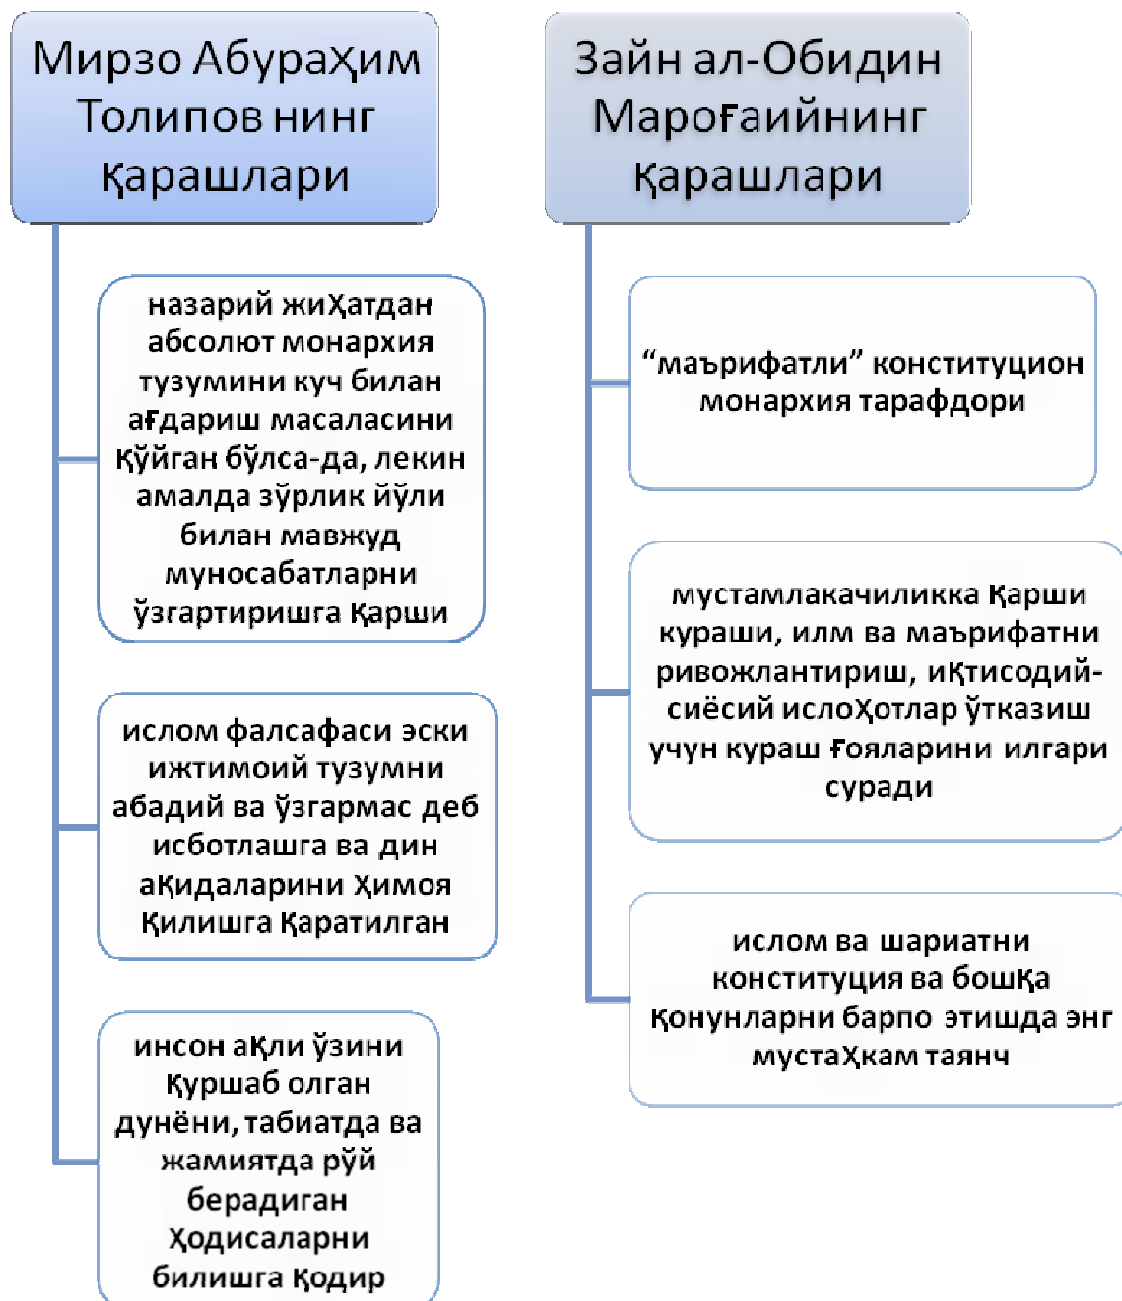 Мирзо Абураҳим
Толипов нинг
қарашлари
назарий жиҳатдан
абсолют монархия
тузумини куч билан
ағдариш масаласини
қўйган бўлса-да, лекин
амалда зўрлик йўли
билан мавжуд
муносабатларни
ўзгартиришга қарши
ислом фалсафаси эски
ижтимоий тузумни
абадий ва ўзгармас деб
исботлашга ва дин
ақидаларини ҳимоя
қилишга қаратилган
инсон ақли ўзини
қуршаб олган
дунёни, табиатда ва
жамиятда рўй
берадиган
ҳодисаларни
билишга қодир
Зайн ал-Обидин
Мароғаийнинг
қарашлари
“маърифатли” конституцион
монархия тарафдори
мустамлакачиликка қарши
кураши, илм ва маърифатни
ривожлантириш, иқтисодий-
сиёсий ислоҳотлар ўтказиш
учун кураш ғояларини илгари
суради
ислом ва шариатни
конституция ва бошқа
қонунларни барпо этишда энг
мустаҳкам таянч